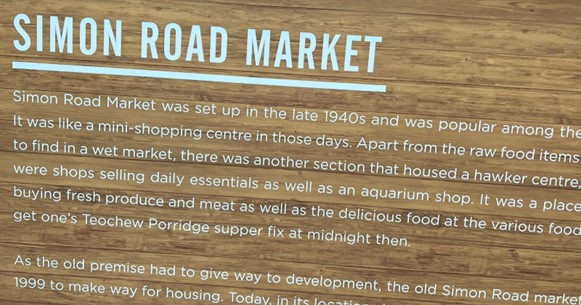 SIMON ROAD MARKET
Simon Road Market was set up in the late 1940s and was popular among the
It was like a mini-shopping centre in those days. Apart from the raw food items
to find in a wet market, there was another section that housed a hawker centre,
were shops selling daily essentials as well as an aquarium shop. It was a place
buying fresh produce and meat as well as the delicious food at the various food
get one's Teochew Porridge supper fix at midnight then.
As the old premise had to give way to development, the old Simon Road market
1999 to make way for housing. Today, in its location